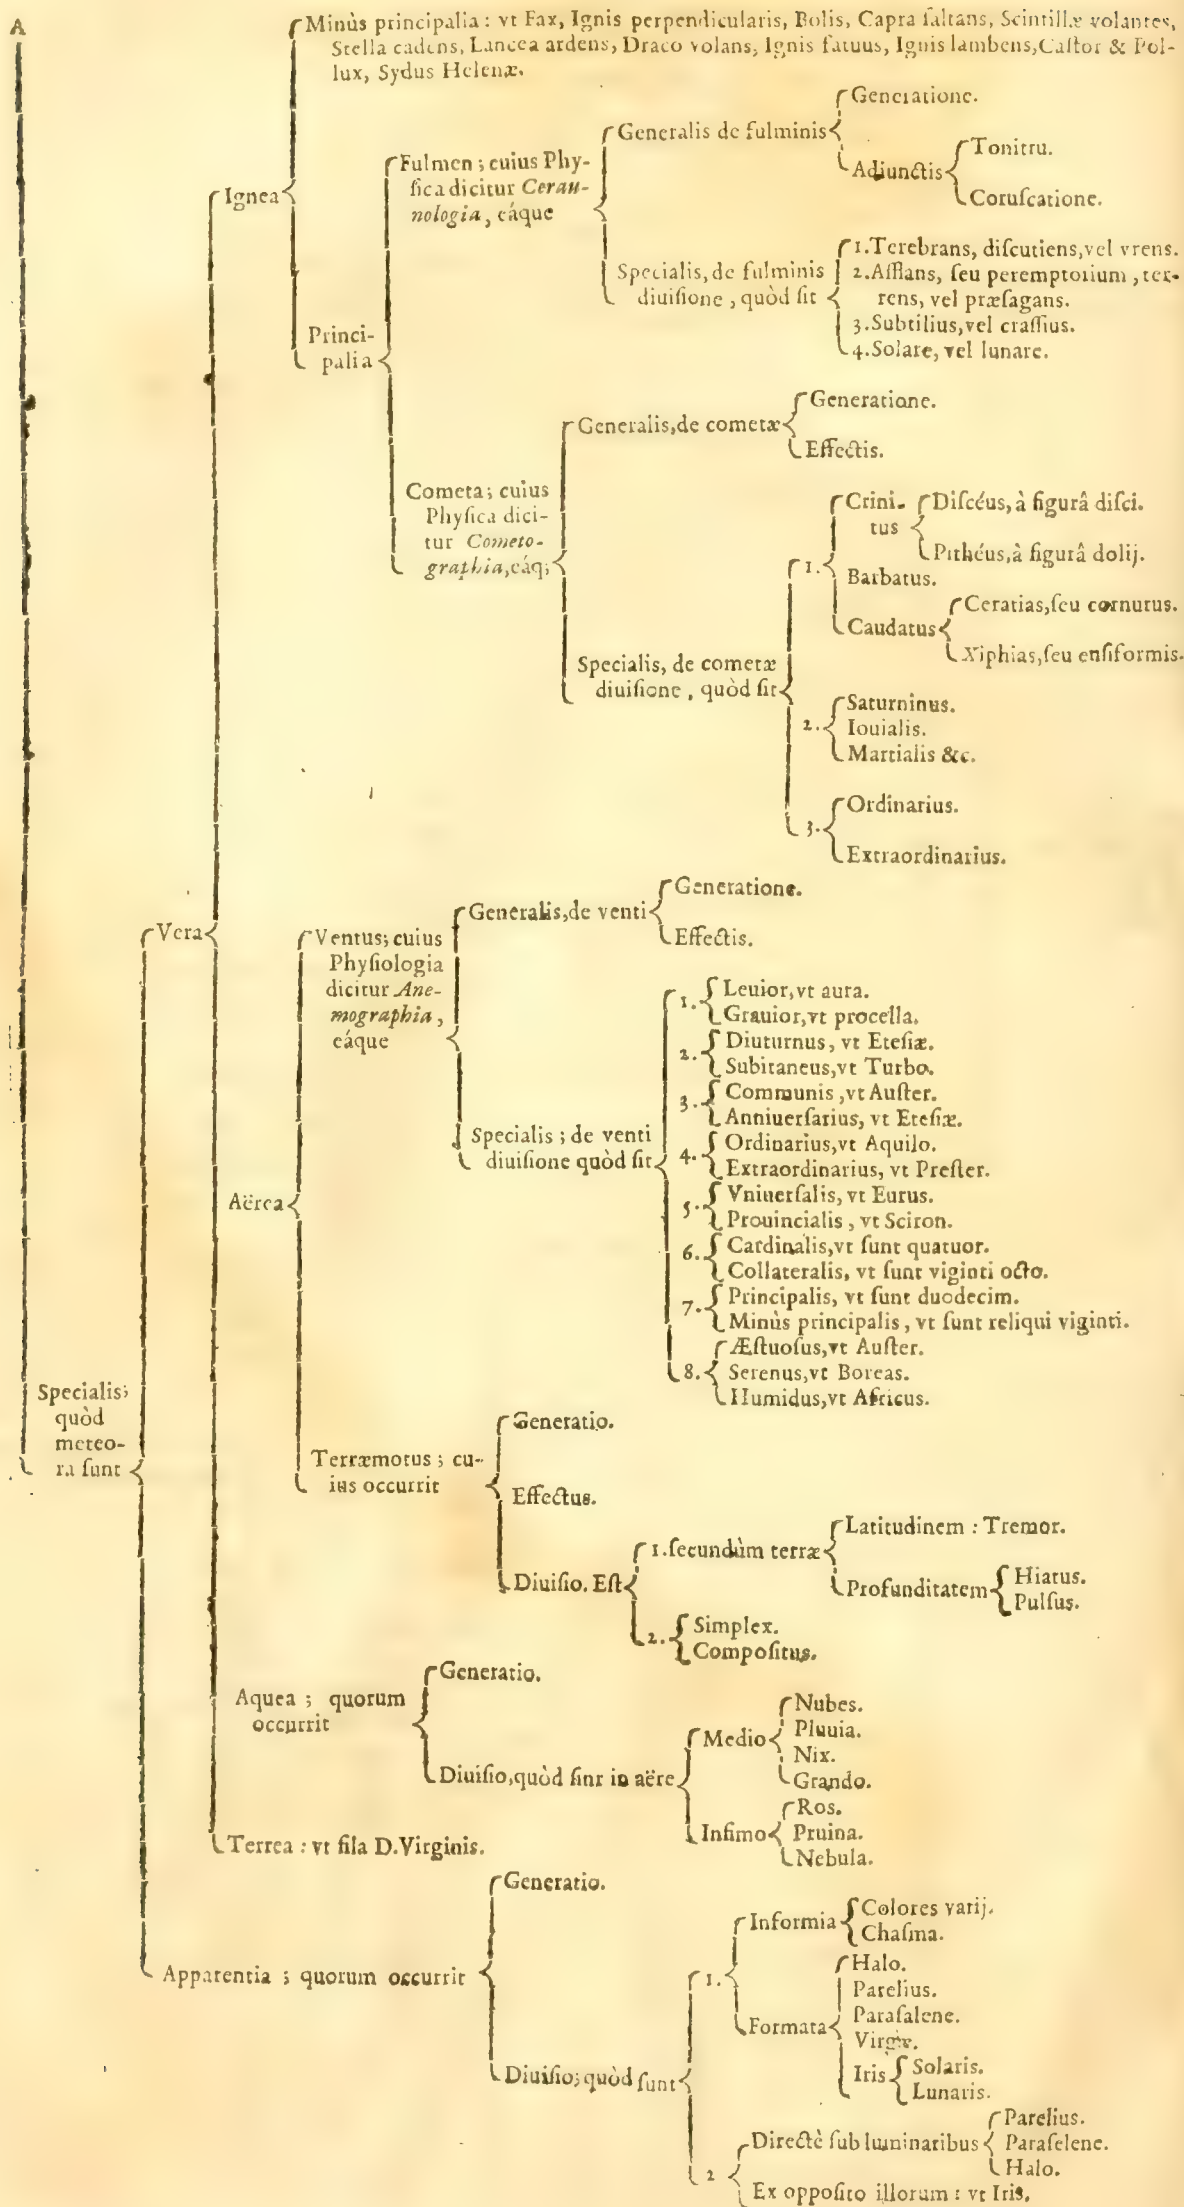 A
Minùs principalia : vt Fax, Ignis perpendicularis, Bolis, Capra ſaltans, Scintillæ volantes,
Stella cadens, Lancea ardens, Draco volans, Ignis fatuus, Ignis lambens, Caſtor & Pol-
lux, Sydus Helenæ.
Ignea
Principalia
Princi-
palia
Fulmen ; cuius Phy-
ſica dicitur Cerau-
nologia, eáque
Generalis de fulminis
Generatione.
Adiunctis
Tonitru.
Coruſcatione.
Specialis, de fulminis
diuiſione, quòd ſit
1. Terebrans, diſcutiens, vel vrens.
2. Afflans, ſeu peremptorium, ter-
rens, vel præſagans.
3. Subtilius, vel craſſius.
4. Solare, vel lunare.
Cometa ; cuius
Phyſica dici-
tur Cometo-
graphia, eáq;
Generalis, de cometæ
Generatione.
Effectis.
Specialis, de cometæ
diuiſione, quòd ſit
1.
Crini-
tus
Diſcéus, à figurâ diſci.
Pithéus, à figurâ dolij.
Barbatus.
Caudatus
Ceratias, ſeu cornutus.
Xiphias, ſeu enſiformis.
2.
Saturninus.
Iouialis.
Martialis &c.
3.
Ordinarius.
Extraordinarius.
Vera
Aërea
Ventus; cuius
Phyſiologia
dicitur Ane-
mographia,
eáque
Generalis, de venti
Generatione.
Effectis.
Specialis ; de venti
diuiſione quòd ſit
1. Leuior, vt aura.
Grauior, vt procella.
2. Diuturnus, vt Eteſiæ.
Subitaneus, vt Turbo.
3. Communis, vt Auſter.
Anniuerſarius, vt Eteſiæ.
4. Ordinarius, vt Aquilo.
Extraordinarius, vt Preſter.
5. Vniuerſalis, vt Eurus.
Prouincialis, vt Sciron.
6. Cardinalis, vt ſunt quatuor.
Collateralis, vt ſunt viginti octo.
7. Principalis, vt ſunt duodecim.
Minùs principalis, vt ſunt reliqui viginti.
8. Æſtuoſus, vt Auſter.
Serenus, vt Boreas.
Humidus, vt Africus.
Specialis;
quòd
meteo-
ra ſunt
Terræmotus ; cu-
ius occurrit
Generatio.
Effectus.
Diuiſio. Eſt
1. ſecundùm terræ
Latitudinem : Tremor.
Profunditatem
Hiatus.
Pulſus.
2.
Simplex.
Compoſitus.
Aquea ; quorum
occurrit
Generatio.
Diuiſio, quòd ſint in aëre
Medio
Nubes.
Pluuia.
Nix.
Grando.
Infimo
Ros.
Pruina.
Nebula.
Terrea : vt fila D. Virginis.
Apparentia ; quorum occurrit
Generatio.
Diuiſio; quòd ſunt
1.
Informia
Colores varij.
Chaſma.
Formata
Halo.
Parelius.
Paraſalene.
Virgæ.
Iris
Solaris.
Lunaris.
2
Directè ſub luminaribus
Parelius.
Paraſelene.
Halo.
Ex oppoſito illorum : vt Iris.